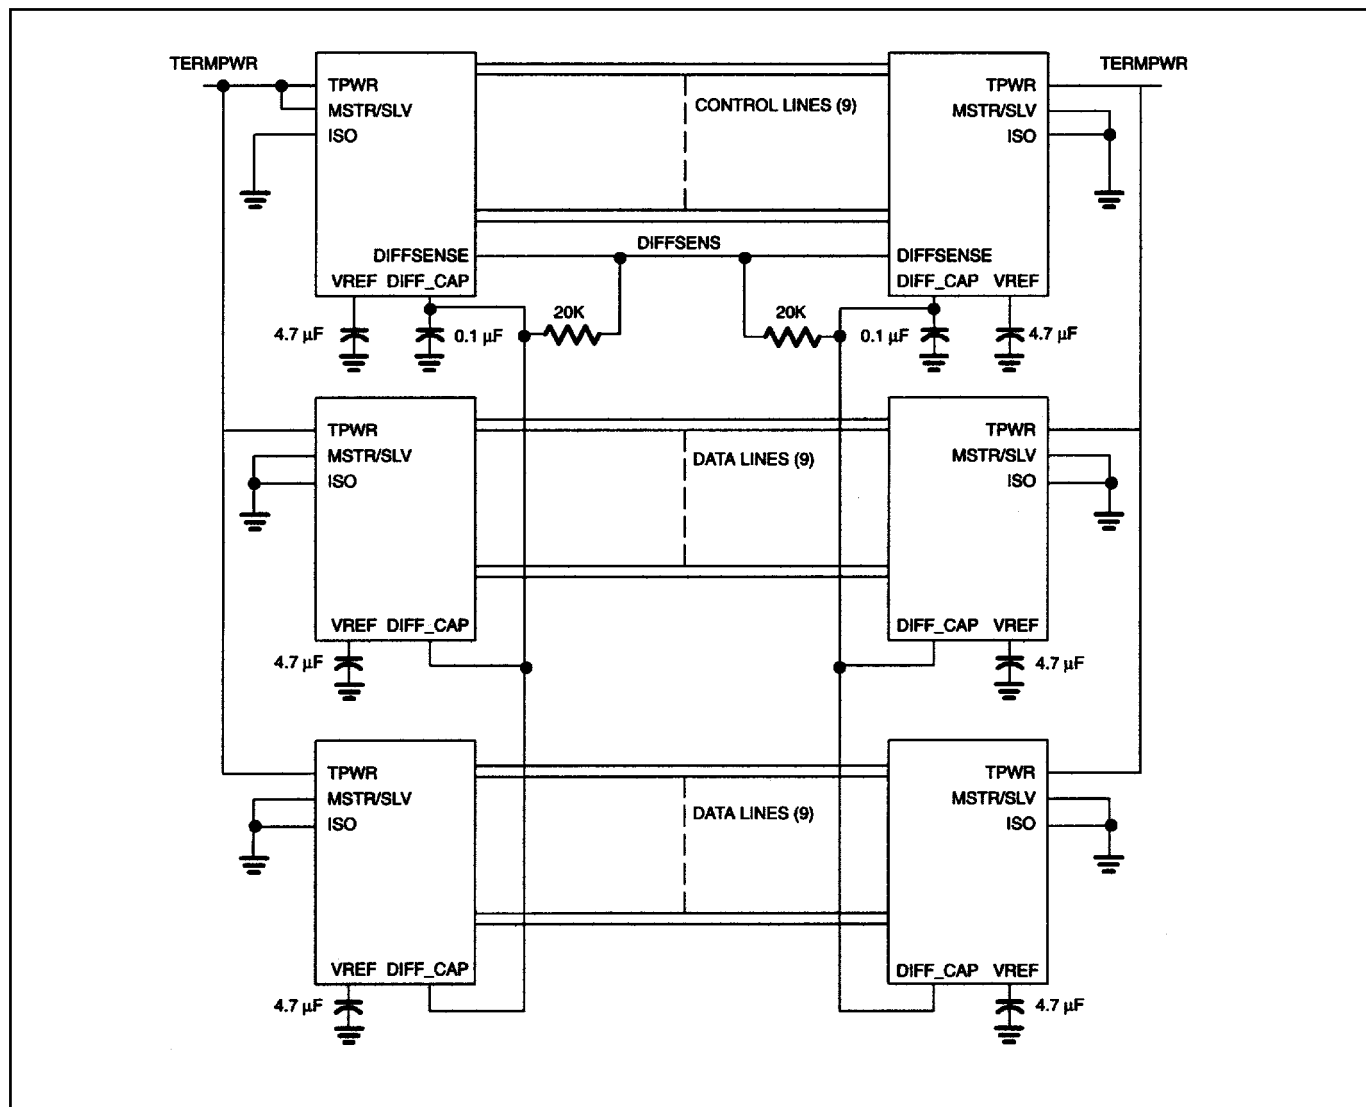 TERMPWR
TERMPWR
TPWR
MSTR/SLV
ISO
CONTROL LINES (9)
TPWR
MSTR/SLV
ISO
DIFFSENS
DIFFSENSE
VREF DIFF_CAP
DIFFSENSE
DIFF_CAP VREF
4.7 µF
0.1 µF
20K
20K
0.1 µF
4.7 µF
TPWR
MSTR/SLV
ISO
DATA LINES (9)
TPWR
MSTR/SLV
ISO
VREF DIFF_CAP
DIFF_CAP VREF
4.7 µF
4.7 µF
TPWR
MSTR/SLV
ISO
DATA LINES (9)
TPWR
MSTR/SLV
ISO
VREF DIFF_CAP
DIFF_CAP VREF
4.7 µF
4.7 µF